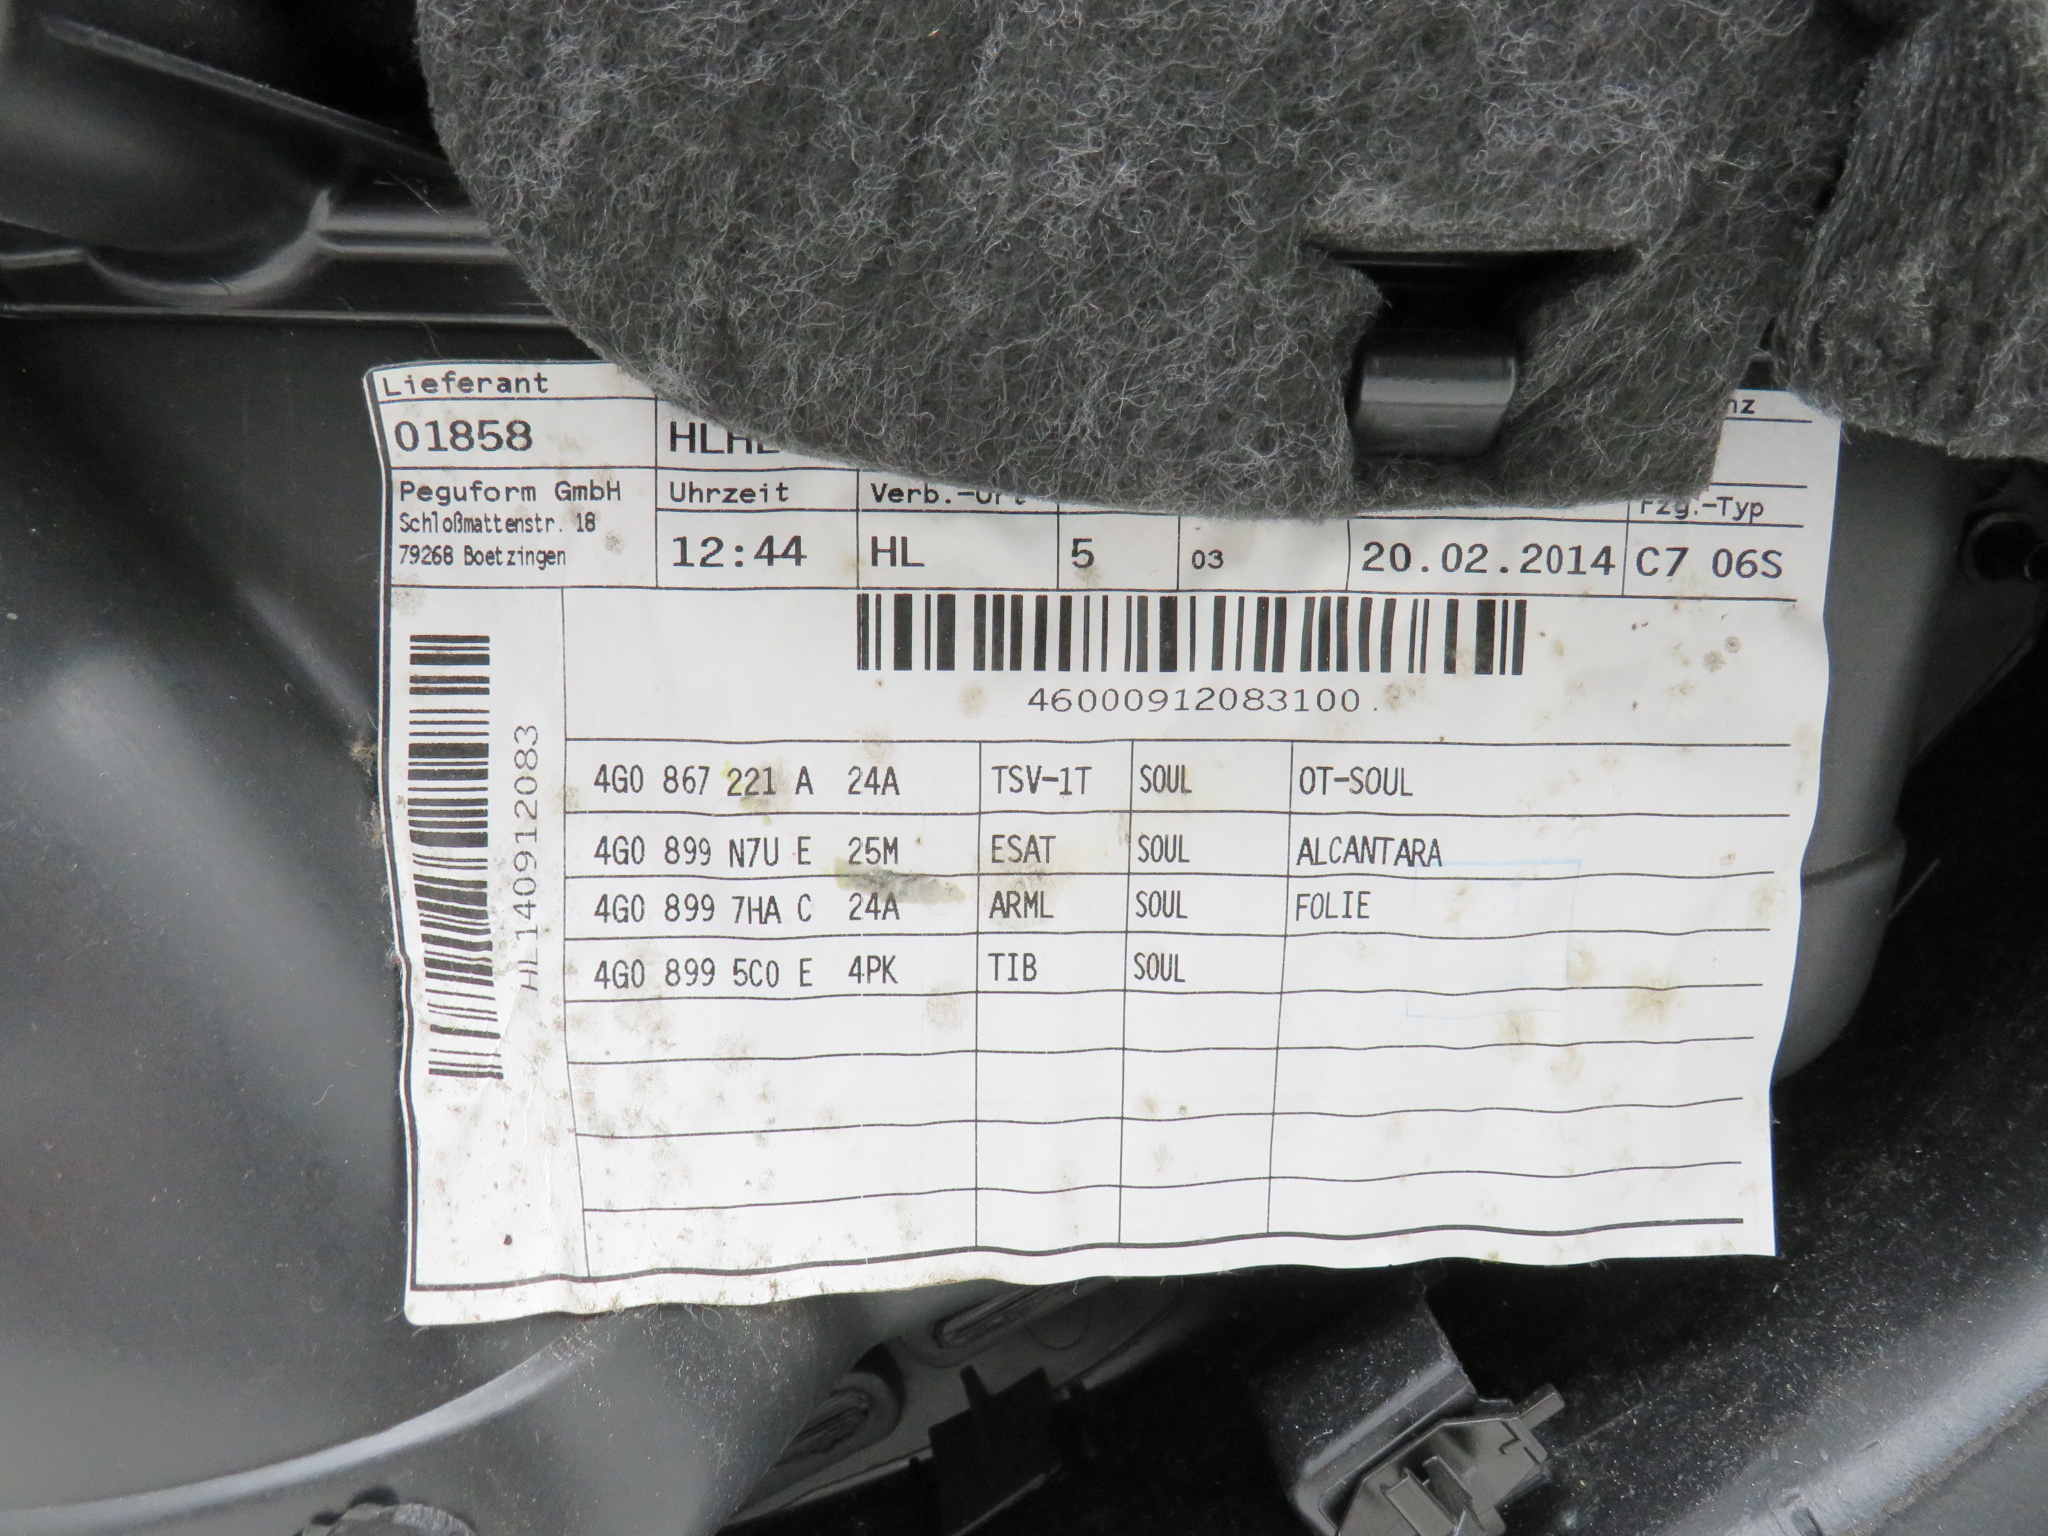 Lieferant
01858
Peguform GmbH
Schloßmattenstr. 18
79268 Boetzingen
Uhrzeit
12:44
Verb.-Ort
HL
5
03
20.02.2014
Fzg.-Typ
C7 06S
46000912083100
HL140912083
4G0 867 221 A 24A TSV-1T SOUL OT-SOUL
4G0 899 N7U E 25M ESAT SOUL ALCANTARA
4G0 899 7HA C 24A ARML SOUL FOLIE
4G0 899 5C0 E 4PK TIB SOUL